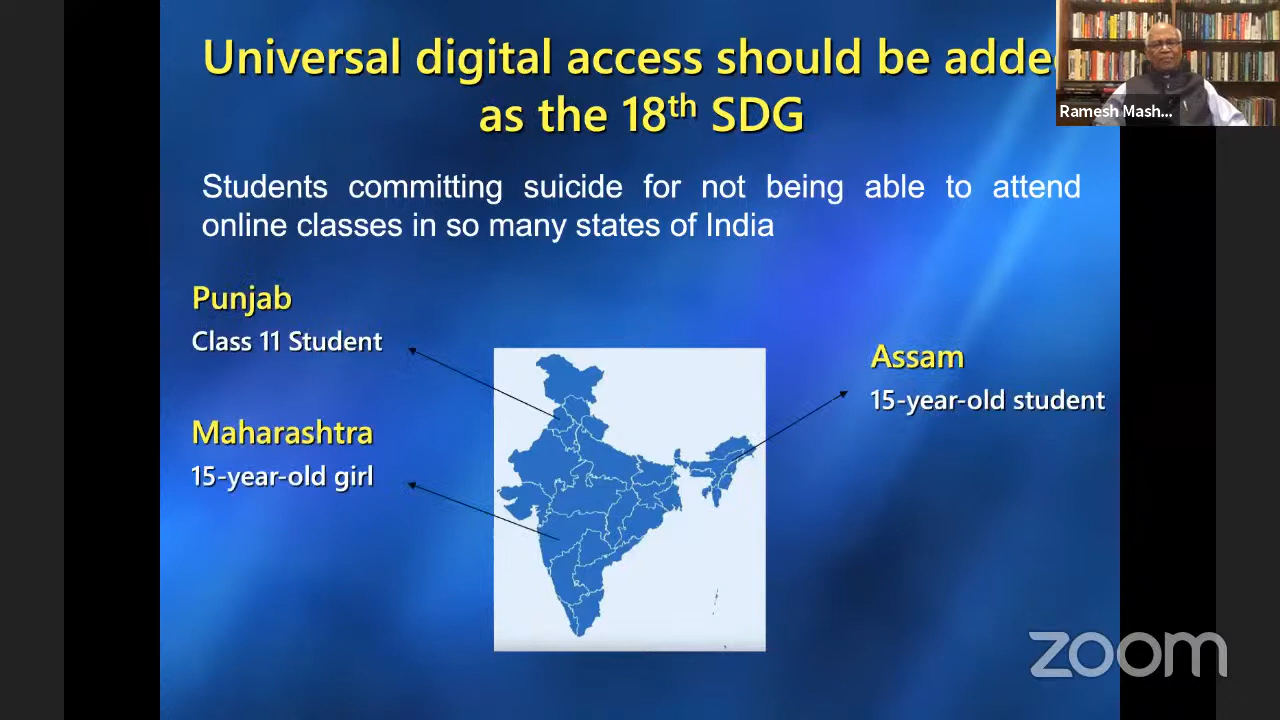 Universal digital access should be adde
as the 18th SDG
Ramesh Mash...
Students committing suicide for not being able to attend
online classes in so many states of India
Punjab
Class 11 Student
Assam
15-year-old student
Maharashtra
15-year-old girl
zoom